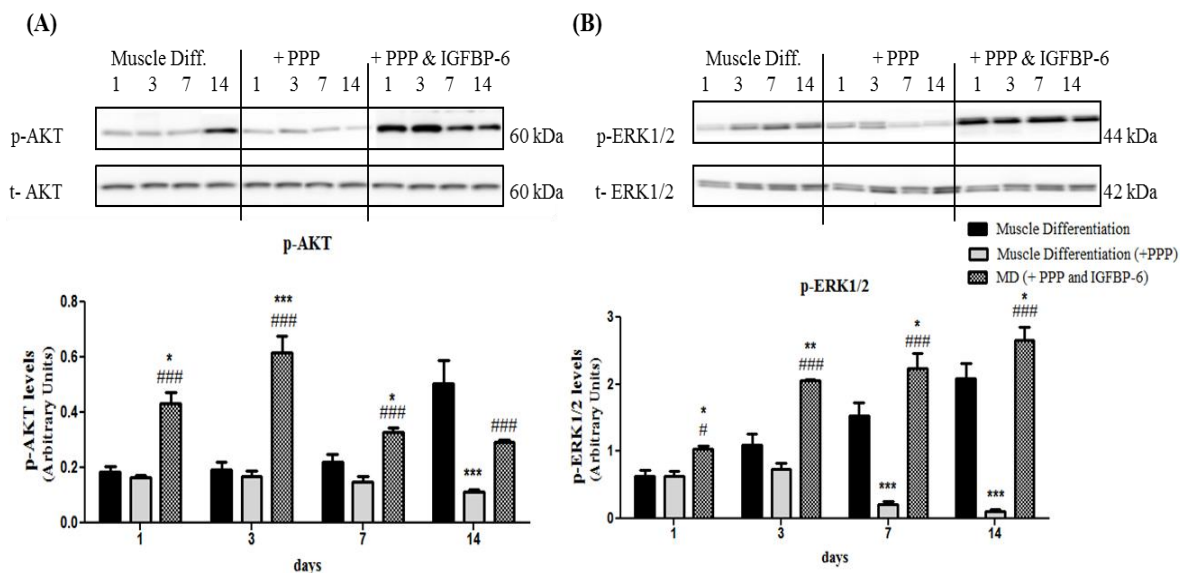 (A)
Muscle Diff. + PPP + PPP & IGFBP-6
1 3 7 14 1 3 7 14 1 3 7 14
p-AKT 60 kDa
t- AKT 60 kDa
p-AKT
p-AKT levels
(Arbitrary Units)
0.8
0.6
0.4
0.2
0.0
* ### *** ### * ### *** ###
1 3 7 14
days
(B)
Muscle Diff. + PPP + PPP & IGFBP-6
1 3 7 14 1 3 7 14 1 3 7 14
p-ERK1/2 44 kDa
t- ERK1/2 42 kDa
Muscle Differentiation
Muscle Differentiation (+PPP)
MD (+ PPP and IGFBP-6)
p-ERK1/2
p-ERK1/2 levels
(Arbitrary Units)
3
2
1
0
* # ** ### *** * ### *** * ###
1 3 7 14
days